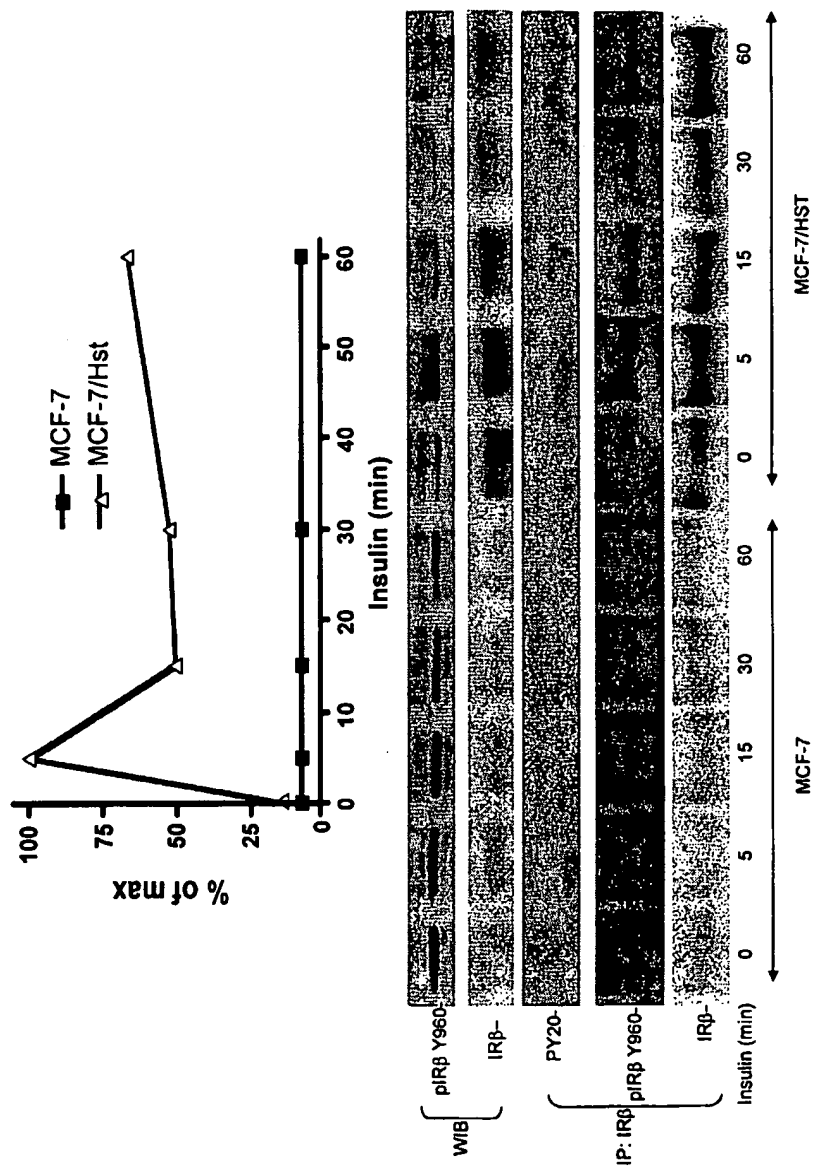 % of max
100
75
50
25
0
0
10
20
30
40
50
60
Insulin (min)
MCF-7
MCF-7/Hst
WIB
pIRβ Y960-
IRβ–
IP: IRβ
PY20-
pIRβ Y960-
IRβ–
Insulin (min)
0 5 15 30 60 0 5 15 30 60
MCF-7 MCF-7/HST